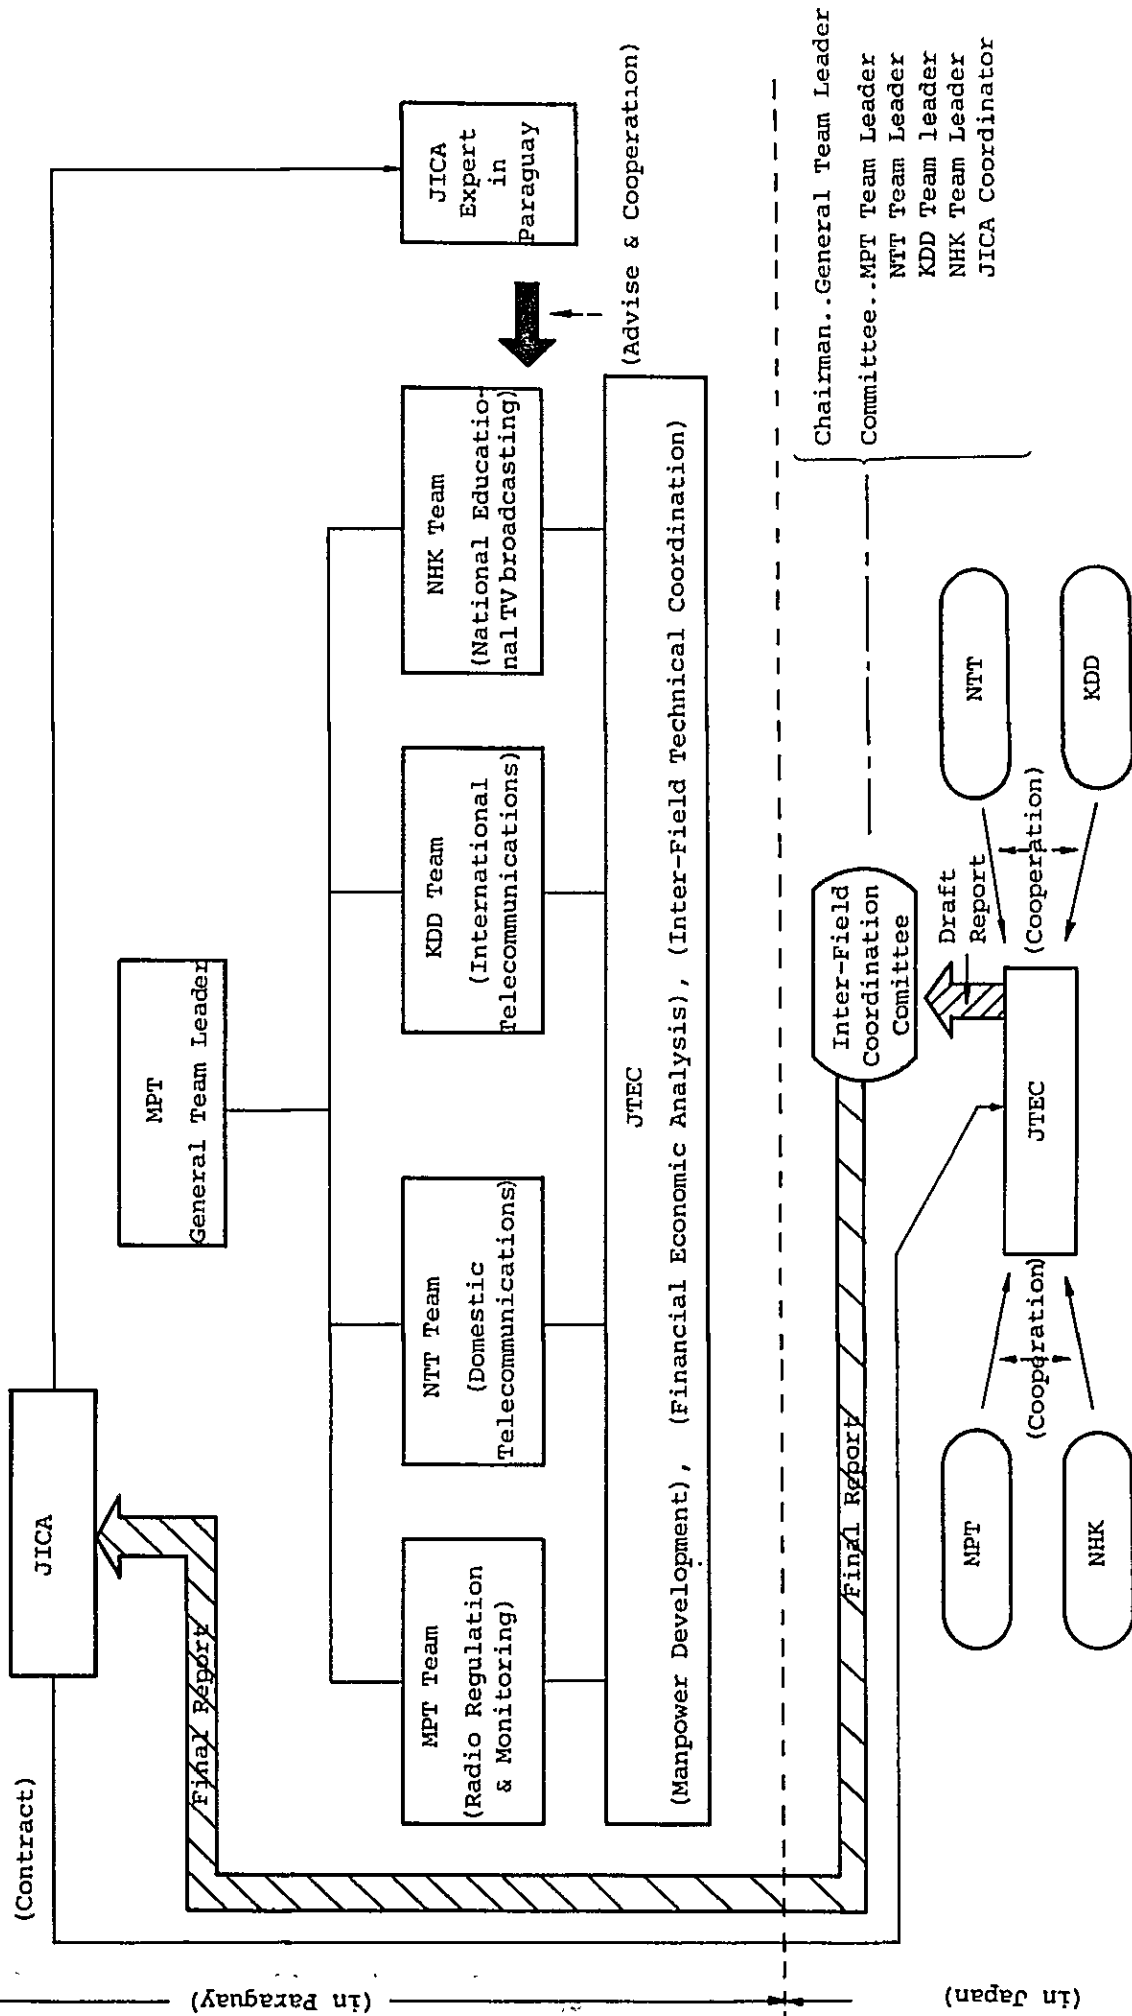 (Contract)
JICA
MPT
General Team Leader
Final Report
MPT Team
(Radio Regulation
& Monitoring)
NTT Team
(Domestic
Telecommunications)
KDD Team
(International
Telecommunications)
NHK Team
(National Educatio-
nal TV broadcasting)
JICA
Expert
in
Paraguay
(Advise & Cooperation)
JTEC
(Manpower Development), (Financial Economic Analysis), (Inter-Field Technical Coordination)
(in Paraguay)
(in Japan)
Final Report
Inter-Field
Coordination
Comittee
Chairman..General Team Leader
Committee..MPT Team Leader
NTT Team Leader
KDD Team leader
NHK Team Leader
JICA Coordinator
Draft
Report
MPT
NHK
(Cooperation)
JTEC
(Cooperation)
NTT
KDD